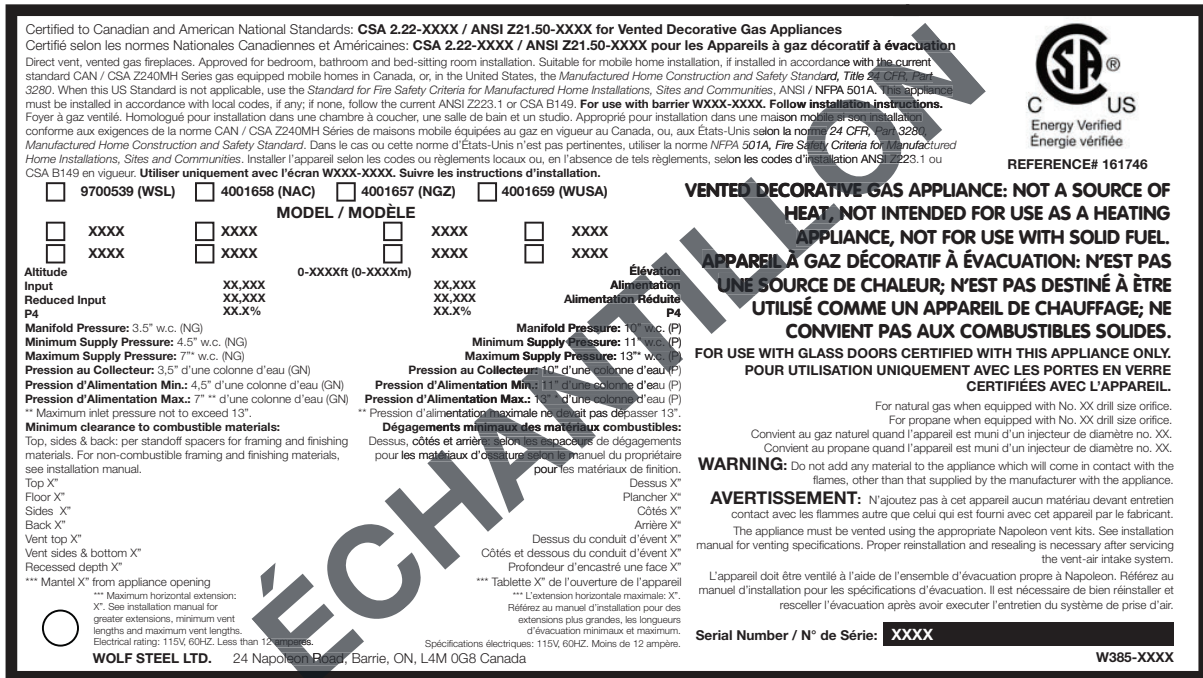 Certified to Canadian and American National Standards: CSA 2.22-XXXX / ANSI Z21.50-XXXX for Vented Decorative Gas Appliances
Certifié selon les normes Nationales Canadiennes et Américaines: CSA 2.22-XXXX / ANSI Z21.50-XXXX pour les Appareils à gaz décoratif à évacuation
Direct vent, vented gas fireplaces. Approved for bedroom, bathroom and bed-sitting room installation. Suitable for mobile home installation, if installed in accordance with the current
standard CAN / CSA Z240MH Series gas equipped mobile homes in Canada, or, in the United States, the Manufactured Home Construction and Safety Standard, Title 24 CFR, Part
3280. When this US Standard is not applicable, use the Standard for Fire Safety Criteria for Manufactured Home Installations, Sites and Communities, ANSI / NFPA 501A. This appliance
must be installed in accordance with local codes, if any; if none, follow the current ANSI Z223.1 or CSA B149. For use with barrier WXXX-XXXX. Follow installation instructions.
Foyer à gaz ventilé. Homologué pour installation dans une chambre à coucher, une salle de bain et un studio. Approprié pour installation dans une maison mobile si son installation
conforme aux exigences de la norme CAN / CSA Z240MH Séries de maisons mobile équipées au gaz en vigueur au Canada, ou, aux États-Unis selon la norme 24 CFR, Part 3280,
Manufactured Home Construction and Safety Standard. Dans le cas ou cette norme d'États-Unis n'est pas pertinentes, utiliser la norme NFPA 501A, Fire Safety Criteria for Manufactured
Home Installations, Sites and Communities. Installer l'appareil selon les codes ou règlements locaux ou, en l'absence de tels règlements, selon les codes d'installation ANSI Z223.1 ou
CSA B149 en vigueur. Utiliser uniquement avec l'écran WXXX-XXXX. Suivre les instructions d'installation.
CSA ®
C US
Energy Verified
Énergie vérifiée
REFERENCE# 161746
9700539 (WSL) 4001658 (NAC) 4001657 (NGZ) 4001659 (WUSA)
MODEL / MODÈLE
XXXX XXXX XXXX XXXX
XXXX XXXX XXXX XXXX
Altitude 0-XXXXft (0-XXXXm) Élévation
Input XX,XXX XX,XXX Alimentation
Reduced Input XX,XXX XX,XXX Alimentation Réduite
P4 XX.X% XX.X% P4
Manifold Pressure: 3.5" w.c. (NG) Manifold Pressure: 10" w.c. (P)
Minimum Supply Pressure: 4.5" w.c. (NG) Minimum Supply Pressure: 11" w.c. (P)
Maximum Supply Pressure: 7"* w.c. (NG) Maximum Supply Pressure: 13"* w.c. (P)
Pression au Collecteur: 3,5" d'une colonne d'eau (GN) Pression au Collecteur: 10" d'une colonne d'eau (P)
Pression d'Alimentation Min.: 4,5" d'une colonne d'eau (GN) Pression d'Alimentation Min.: 11" d'une colonne d'eau (P)
Pression d'Alimentation Max.: 7" ** d'une colonne d'eau (GN) Pression d'Alimentation Max.: 13" * d'une colonne d'eau (P)
** Maximum inlet pressure not to exceed 13". ** Pression d'alimentation maximale ne devait pas dépasser 13".
Minimum clearance to combustible materials: Dégagements minimaux des matériaux combustibles:
Top, sides & back: per standoff spacers for framing and finishing Dessus, côtés et arrière: selon les espaceurs de dégagements
materials. For non-combustible framing and finishing materials, pour les matériaux d'ossature selon le manuel du propriétaire
see installation manual. pour les matériaux de finition.
Top X" Dessus X"
Floor X" Plancher X"
Sides X" Côtés X"
Back X" Arrière X"
Vent top X" Dessus du conduit d'évent X"
Vent sides & bottom X" Côtés et dessous du conduit d'évent X"
Recessed depth X" Profondeur d'encastré une face X"
*** Mantel X" from appliance opening *** Tablette X" de l'ouverture de l'appareil
*** Maximum horizontal extension: *** L'extension horizontale maximale: X".
X". See installation manual for Référez au manuel d'installation pour des
greater extensions, minimum vent extensions plus grandes, les longueurs
lengths and maximum vent lengths. d'évacuation minimaux et maximum.
Electrical rating: 115V, 60HZ. Less than 12 amperes. Spécifications électriques: 115V, 60HZ. Moins de 12 ampère.
WOLF STEEL LTD. 24 Napoleon Road, Barrie, ON, L4M 0G8 Canada
VENTED DECORATIVE GAS APPLIANCE: NOT A SOURCE OF
HEAT, NOT INTENDED FOR USE AS A HEATING
APPLIANCE, NOT FOR USE WITH SOLID FUEL.
APPAREIL À GAZ DÉCORATIF À ÉVACUATION: N'EST PAS
UNE SOURCE DE CHALEUR; N'EST PAS DESTINÉ À ÈTRE
UTILISÉ COMME UN APPAREIL DE CHAUFFAGE; NE
CONVIENT PAS AUX COMBUSTIBLES SOLIDES.
FOR USE WITH GLASS DOORS CERTIFIED WITH THIS APPLIANCE ONLY.
POUR UTILISATION UNIQUEMENT AVEC LES PORTES EN VERRE
CERTIFIÉES AVEC L'APPAREIL.
For natural gas when equipped with No. XX drill size orifice.
For propane when equipped with No. XX drill size orifice.
Convient au gaz naturel quand l'appareil est muni d'un injecteur de diamètre no. XX.
Convient au propane quand l'appareil est muni d'un injecteur de diamètre no. XX.
WARNING: Do not add any material to the appliance which will come in contact with the
flames, other than that supplied by the manufacturer with the appliance.
AVERTISSEMENT: N'ajoutez pas à cet appareil aucun matériau devant entretien
contact avec les flammes autre que celui qui est fourni avec cet appareil par le fabricant.
The appliance must be vented using the appropriate Napoleon vent kits. See installation
manual for venting specifications. Proper reinstallation and resealing is necessary after servicing
the vent-air intake system.
L'appareil doit être ventilé à l'aide de l'ensemble d'évacuation propre à Napoleon. Référez au
manuel d'installation pour les spécifications d'évacuation. Il est nécessaire de bien réinstaller et
resceller l'évacuation après avoir executer l'entretien du système de prise d'air.
Serial Number / N° de Série: XXXX
W385-XXXX
ÉCHANTILLON